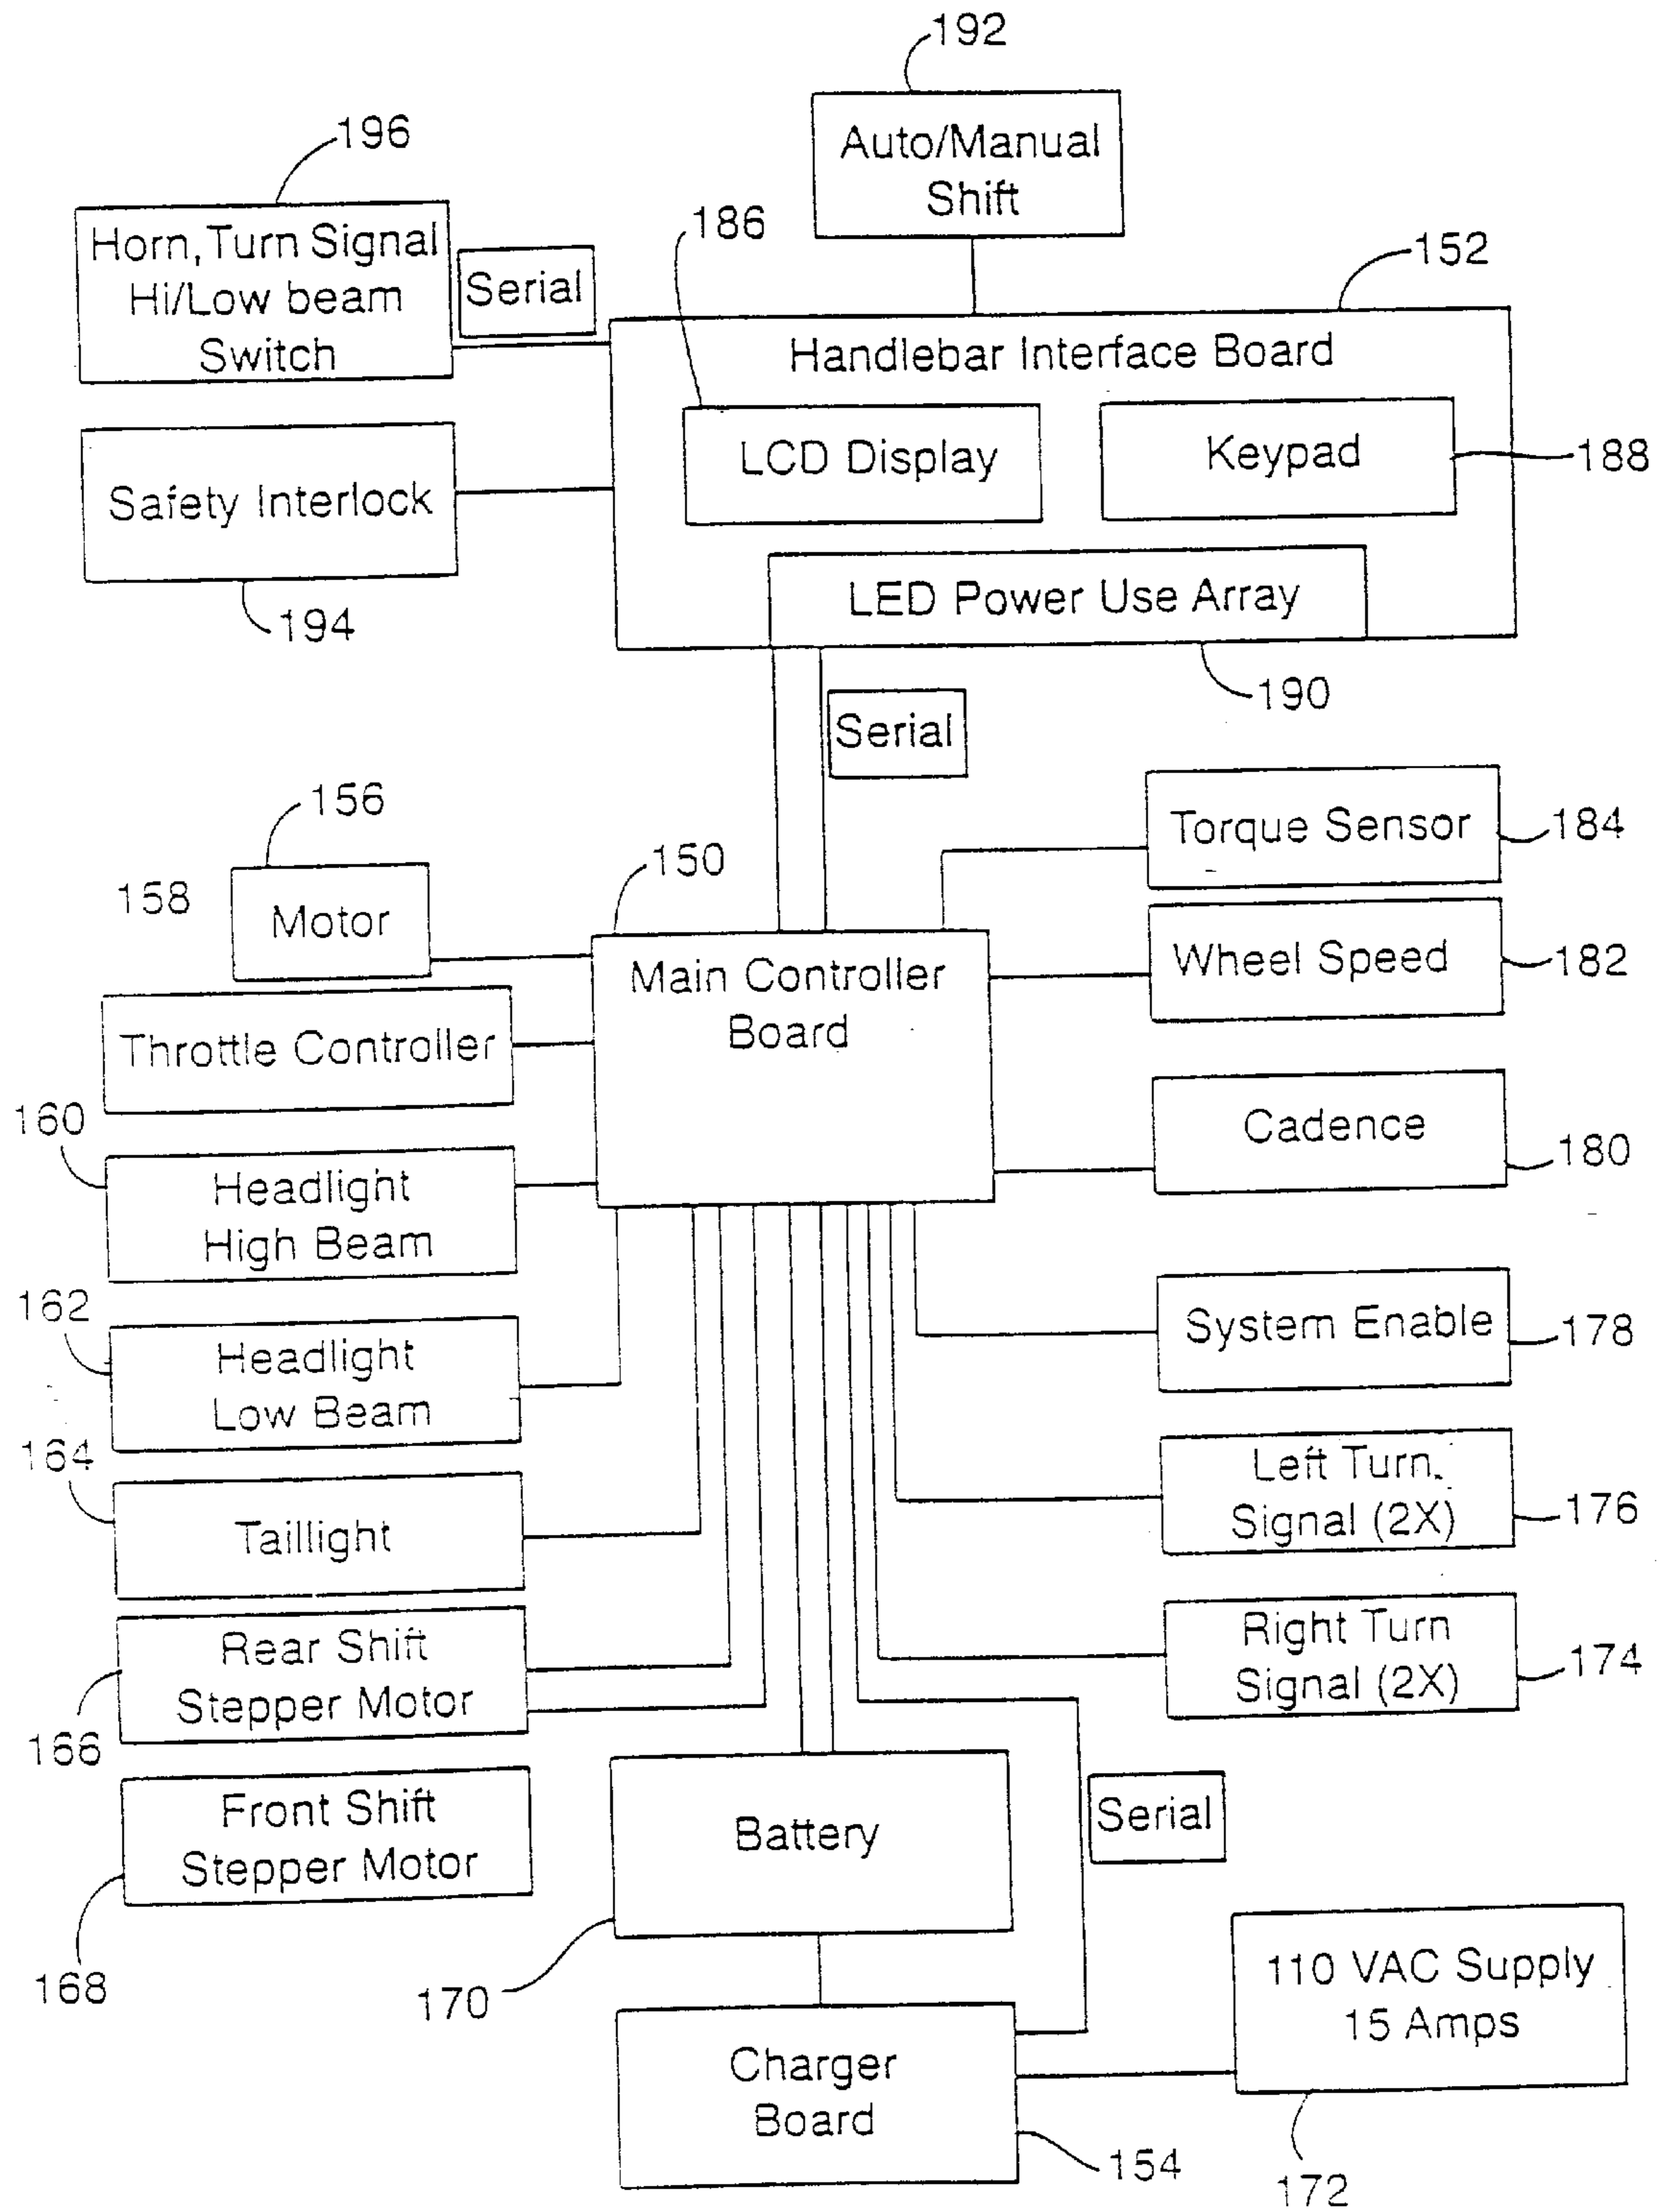 192
Auto/Manual
Shift
196
Horn, Turn Signal
Hi/Low beam
Switch
Serial
186
152
Handlebar Interface Board
LCD Display
Keypad
188
Safety Interlock
194
LED Power Use Array
190
Serial
156
158
Motor
150
Main Controller
Board
Torque Sensor
184
Wheel Speed
182
Throttle Controller
160
Headlight
High Beam
Cadence
180
162
Headlight
Low Beam
System Enable
178
164
Taillight
Left Turn
Signal (2X)
176
Rear Shift
Stepper Motor
166
Right Turn
Signal (2X)
174
Front Shift
Stepper Motor
168
Battery
170
Serial
110 VAC Supply
15 Amps
172
Charger
Board
154